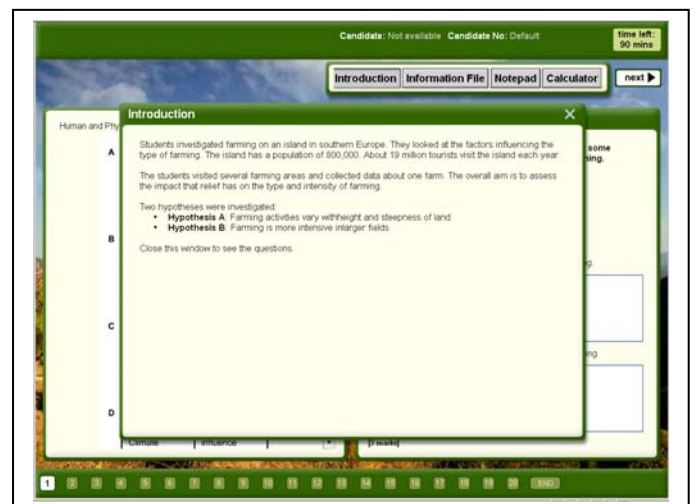 Candidate: Not available Candidate No: Default
time left:
90 mins
Introduction Information File Notepad Calculator next
Human and Phy
Introduction
some
ning.
A
Students investigated farming on an island in southern Europe. They looked at the factors influencing the
type of farming. The island has a population of 800,000. About 19 million tourists visit the island each year.
The students visited several farming areas and collected data about one farm. The overall aim is to assess
the impact that relief has on the type and intensity of farming.
Two hypotheses were investigated:
• Hypothesis A: Farming activities vary withheight and steepness of land
• Hypothesis B: Farming is more intensive inlarger fields
B
Close this window to see the questions.
g.
C
ing.
D
Climate influence
[3 marks]
1 2 3 4 5 6 7 8 9 10 11 12 13 14 15 16 17 18 19 20 END